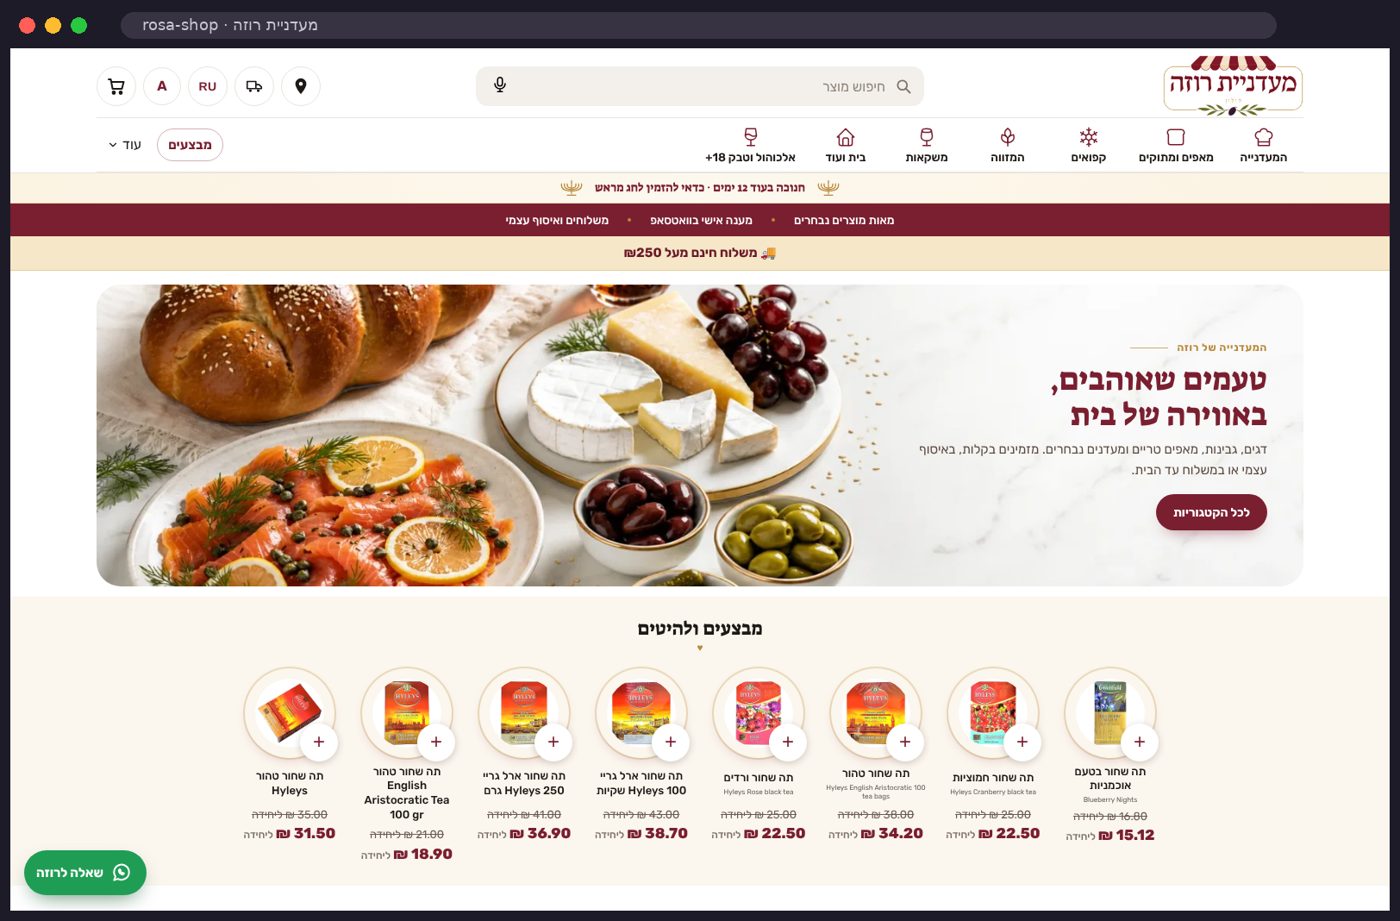 rosa-shop · מעדניית רוזה
מעדניית רוזה
חיפוש מוצר
RU
A
המעדנייה
מאפים ומתוקים
קפואים
המזווה
משקאות
בית ועוד
אלכוהול וטבק 18+
מבצעים
עוד
חנוכה בעוד 12 ימים · כדאי להזמין לחג מראש
מאות מוצרים נבחרים • מענה אישי בוואטסאפ • משלוחים ואיסוף עצמי
🚚 משלוח חינם מעל ₪250
המעדנייה של רוזה
טעמים שאוהבים,
באווירה של בית
דגים, גבינות, מאפים טריים ומעדנים נבחרים. מזמינים בקלות, באיסוף
עצמי או במשלוח עד הבית.
לכל הקטגוריות
מבצעים ולהיטים
תה שחור בטעם
אוכמניות
Blueberry Nights
16.80 ₪ ליחידה
15.12 ₪ ליחידה
תה שחור חמוציות
Hyleys Cranberry black tea
25.00 ₪ ליחידה
22.50 ₪ ליחידה
תה שחור טהור
Hyleys English Aristocratic 100
tea bags
38.00 ₪ ליחידה
34.20 ₪ ליחידה
תה שחור ורדים
Hyleys Rose black tea
25.00 ₪ ליחידה
22.50 ₪ ליחידה
תה שחור ארל גריי
Hyleys 100 שקיות
43.00 ₪ ליחידה
38.70 ₪ ליחידה
תה שחור ארל גריי
Hyleys 250 גרם
41.00 ₪ ליחידה
36.90 ₪ ליחידה
תה שחור טהור
English
Aristocratic Tea
100 gr
21.00 ₪ ליחידה
18.90 ₪ ליחידה
תה שחור טהור
Hyleys
35.00 ₪ ליחידה
31.50 ₪ ליחידה
שאלה לרוזה